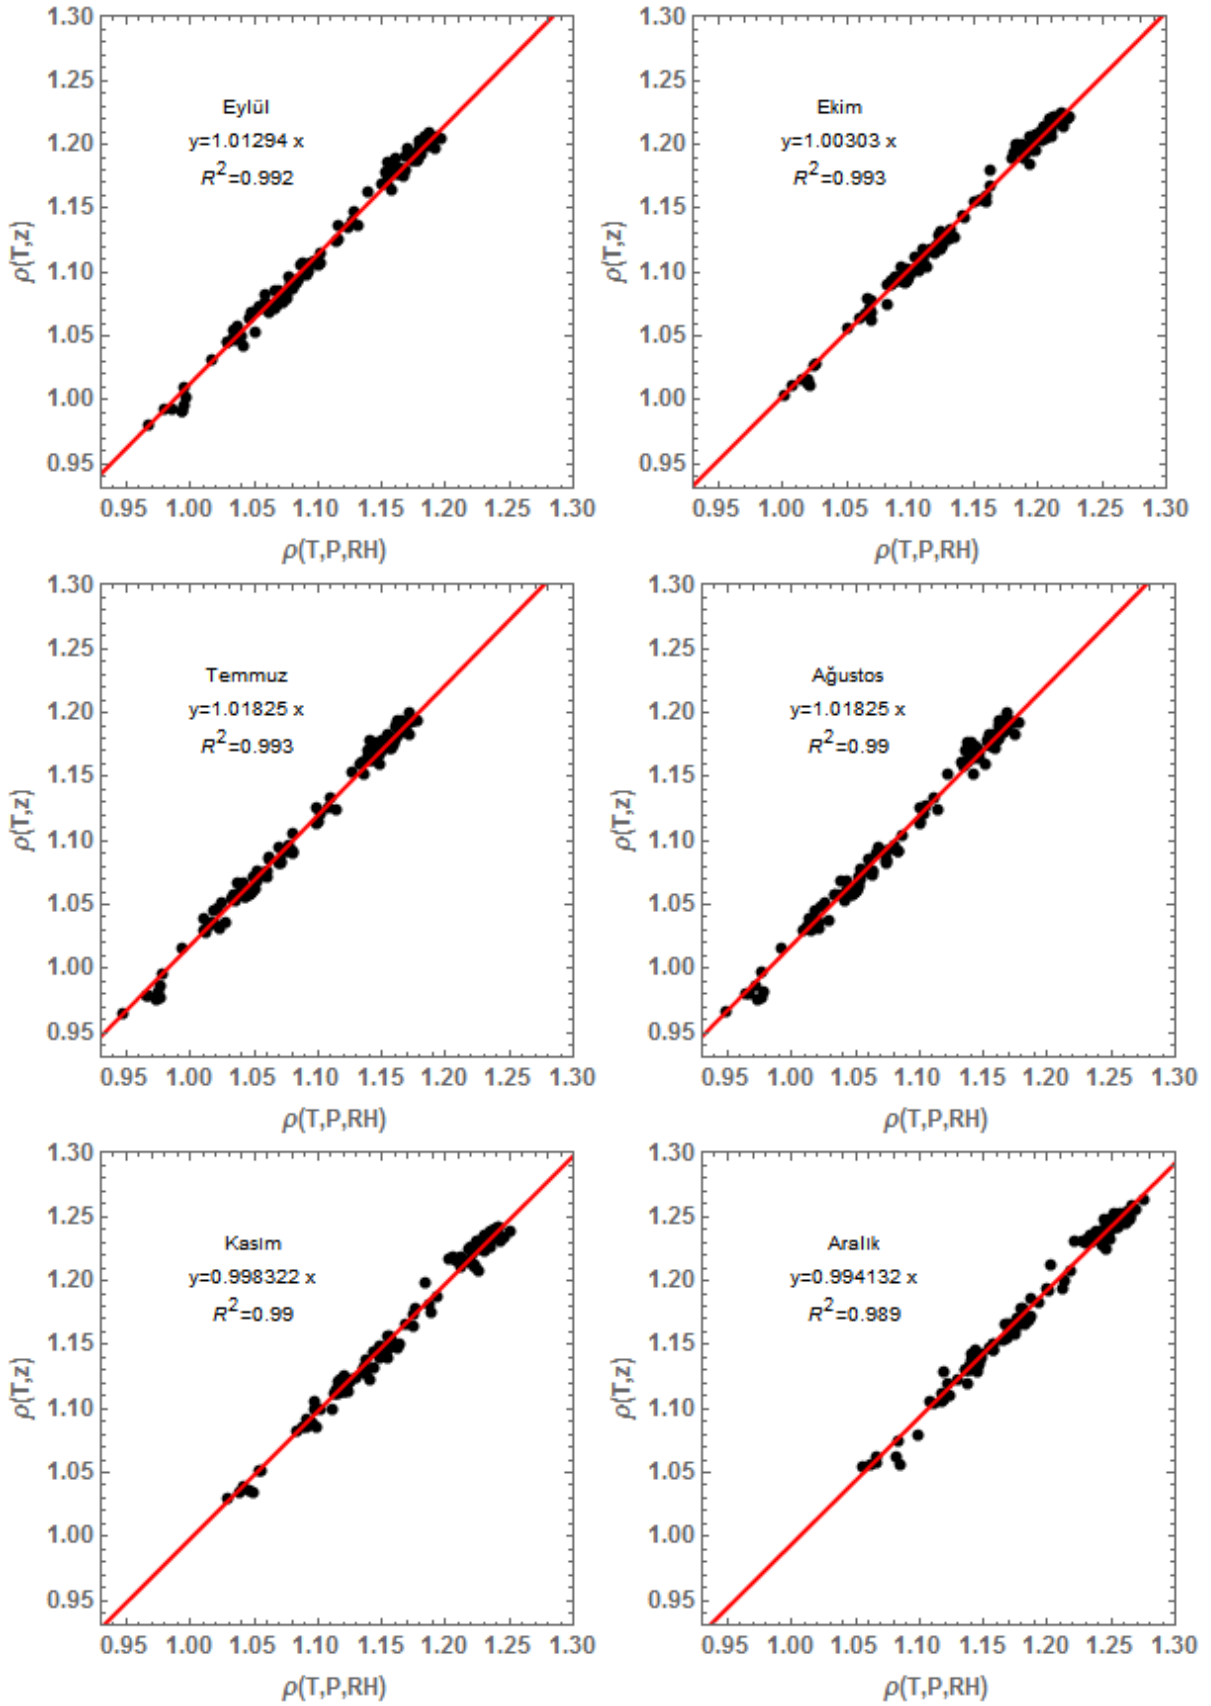 1.30
1.25
1.20
1.15
1.10
1.05
1.00
0.95
ρ(T,z)
Eylül
y=1.01294 x
R²=0.992
0.95 1.00 1.05 1.10 1.15 1.20 1.25 1.30
ρ(T,P,RH)
1.30
1.25
1.20
1.15
1.10
1.05
1.00
0.95
ρ(T,z)
Ekim
y=1.00303 x
R²=0.993
0.95 1.00 1.05 1.10 1.15 1.20 1.25 1.30
ρ(T,P,RH)
1.30
1.25
1.20
1.15
1.10
1.05
1.00
0.95
ρ(T,z)
Temmuz
y=1.01825 x
R²=0.993
0.95 1.00 1.05 1.10 1.15 1.20 1.25 1.30
ρ(T,P,RH)
1.30
1.25
1.20
1.15
1.10
1.05
1.00
0.95
ρ(T,z)
Ağustos
y=1.01825 x
R²=0.99
0.95 1.00 1.05 1.10 1.15 1.20 1.25 1.30
ρ(T,P,RH)
1.30
1.25
1.20
1.15
1.10
1.05
1.00
0.95
ρ(T,z)
Kasım
y=0.998322 x
R²=0.99
0.95 1.00 1.05 1.10 1.15 1.20 1.25 1.30
ρ(T,P,RH)
1.30
1.25
1.20
1.15
1.10
1.05
1.00
0.95
ρ(T,z)
Aralık
y=0.994132 x
R²=0.989
0.95 1.00 1.05 1.10 1.15 1.20 1.25 1.30
ρ(T,P,RH)